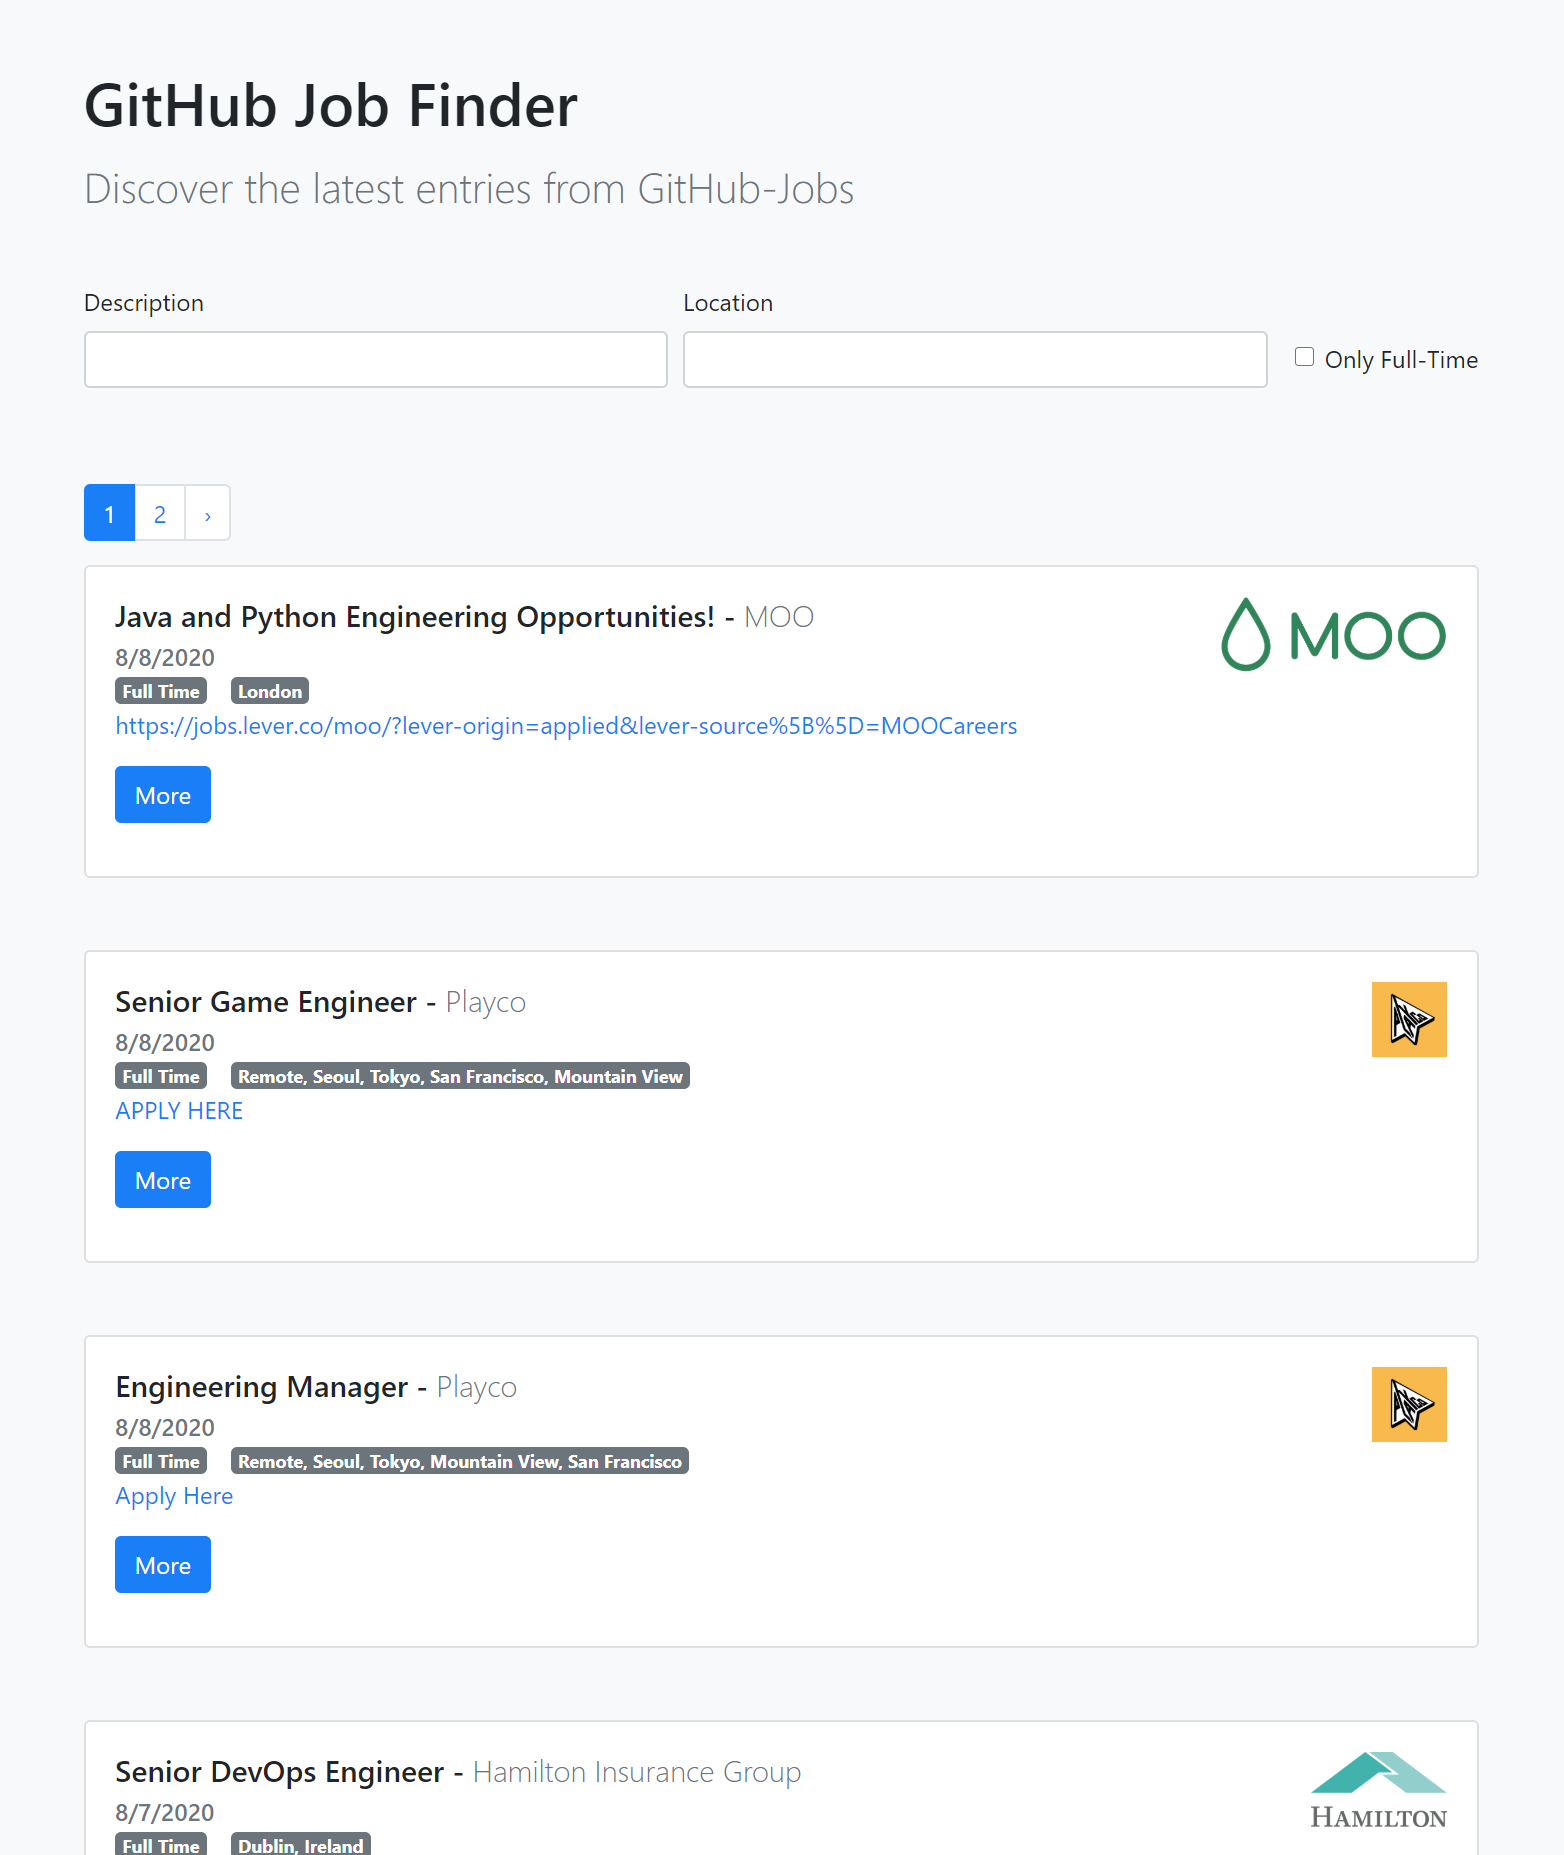 GitHub Job Finder
Discover the latest entries from GitHub-Jobs
Description
Location
Only Full-Time
1 2 ›
Java and Python Engineering Opportunities! - MOO
MOO
8/8/2020
Full Time London
https://jobs.lever.co/moo/?lever-origin=applied&lever-source%5B%5D=MOOCareers
More
Senior Game Engineer - Playco
8/8/2020
Full Time Remote, Seoul, Tokyo, San Francisco, Mountain View
APPLY HERE
More
Engineering Manager - Playco
8/8/2020
Full Time Remote, Seoul, Tokyo, Mountain View, San Francisco
Apply Here
More
Senior DevOps Engineer - Hamilton Insurance Group
HAMILTON
8/7/2020
Full Time Dublin, Ireland